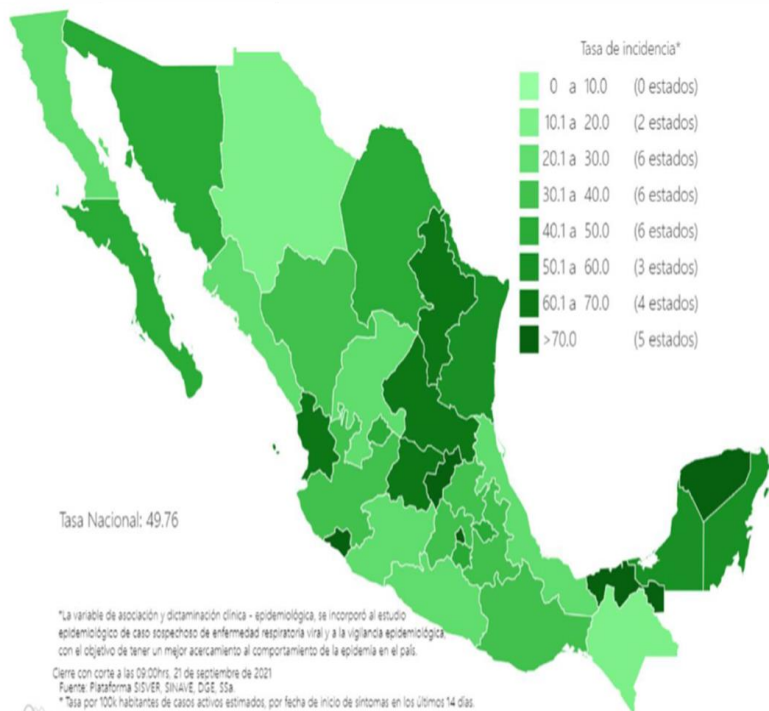 Tasa de incidencia*
0 a 10.0 (0 estados)
10.1 a 20.0 (2 estados)
20.1 a 30.0 (6 estados)
30.1 a 40.0 (6 estados)
40.1 a 50.0 (6 estados)
50.1 a 60.0 (3 estados)
60.1 a 70.0 (4 estados)
>70.0 (5 estados)
Tasa Nacional: 49.76
*La variable de asociación y dictaminación clínica - epidemiológica, se incorporó al estudio
epidemiológico de caso sospechoso de enfermedad respiratoria viral y a la vigilancia epidemiológica,
con el objetivo de tener un mejor acercamiento al comportamiento de la epidemia en el país.
Cierre con corte a las 09:00hrs, 21 de septiembre de 2021
Fuente: Plataforma SISVER, SINAVE, DGE, SSa.
* Tasa por 100k habitantes de casos activos estimados, por fecha de inicio de síntomas en los últimos 14 días.